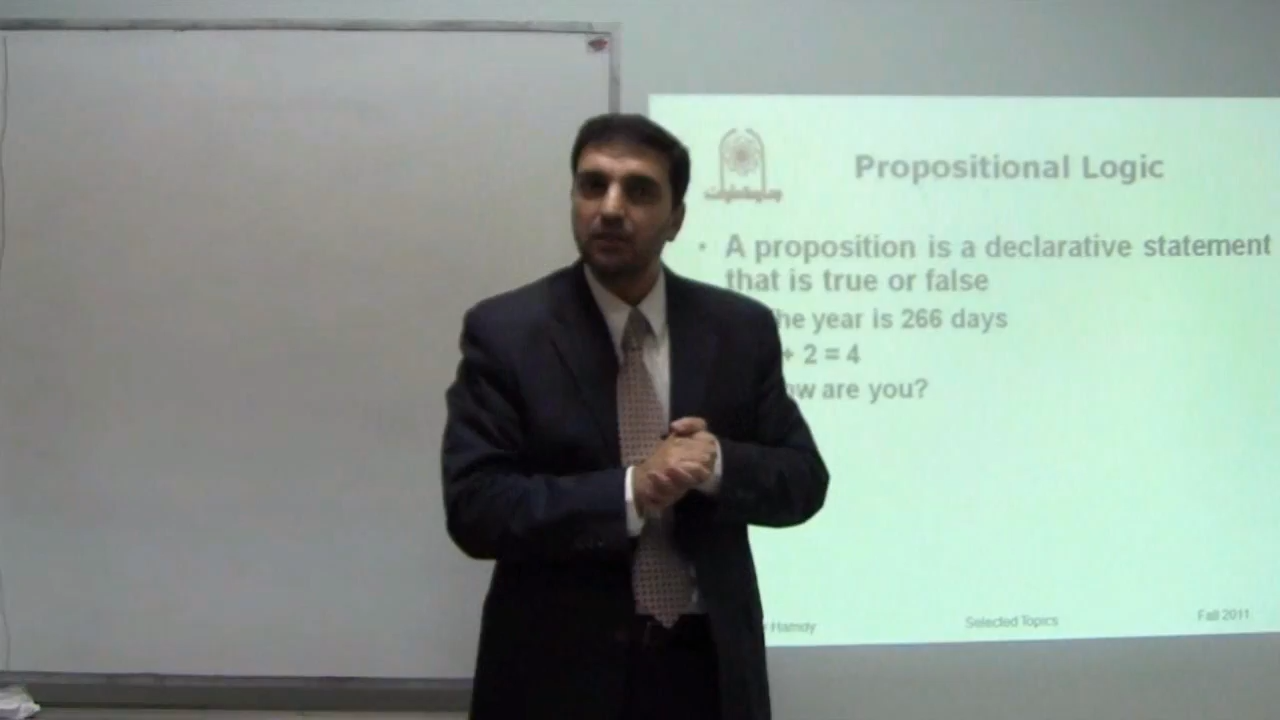 Propositional Logic
• A proposition is a declarative statement
that is true or false
he year is 266 days
+ 2 = 4
ow are you?
Hamdy
Selected Topics
Fall 2011